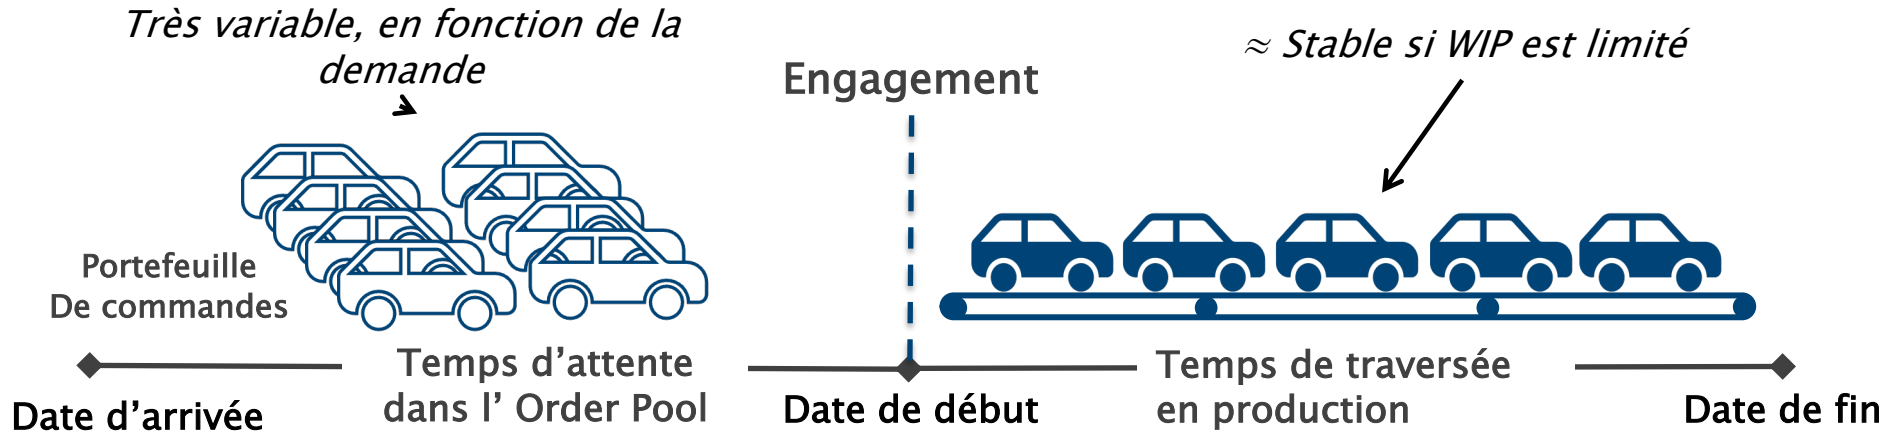 Très variable, en fonction de la
demande
≈ Stable si WIP est limité
Engagement
Portefeuille
De commandes
Temps d’attente
dans l’ Order Pool
Temps de traversée
en production
Date d’arrivée
Date de début
Date de fin